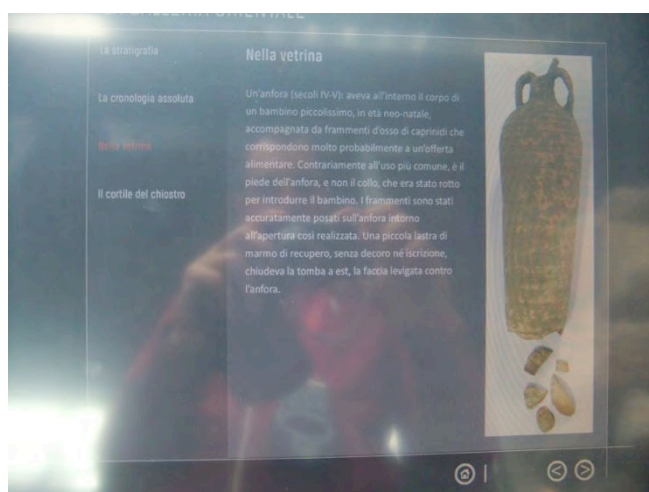 GALLERIA ORIENTALE
La stratigrafia
La cronologia assoluta
Nella vetrina
Il cortile del chiostro
Nella vetrina
Un'anfora (secoli IV-V): aveva all'interno il corpo di
un bambino piccolissimo, in età neo-natale,
accompagnata da frammenti d'osso di caprinidi che
corrispondono molto probabilmente a un'offerta
alimentare. Contrariamente all'uso più comune, è il
piede dell'anfora, e non il collo, che era stato rotto
per introdurre il bambino. I frammenti sono stati
accuratamente posati sull'anfora intorno
all'apertura così realizzata. Una piccola lastra di
marmo di recupero, senza decoro né iscrizione,
chiudeva la tomba a est, la faccia levigata contro
l'anfora.